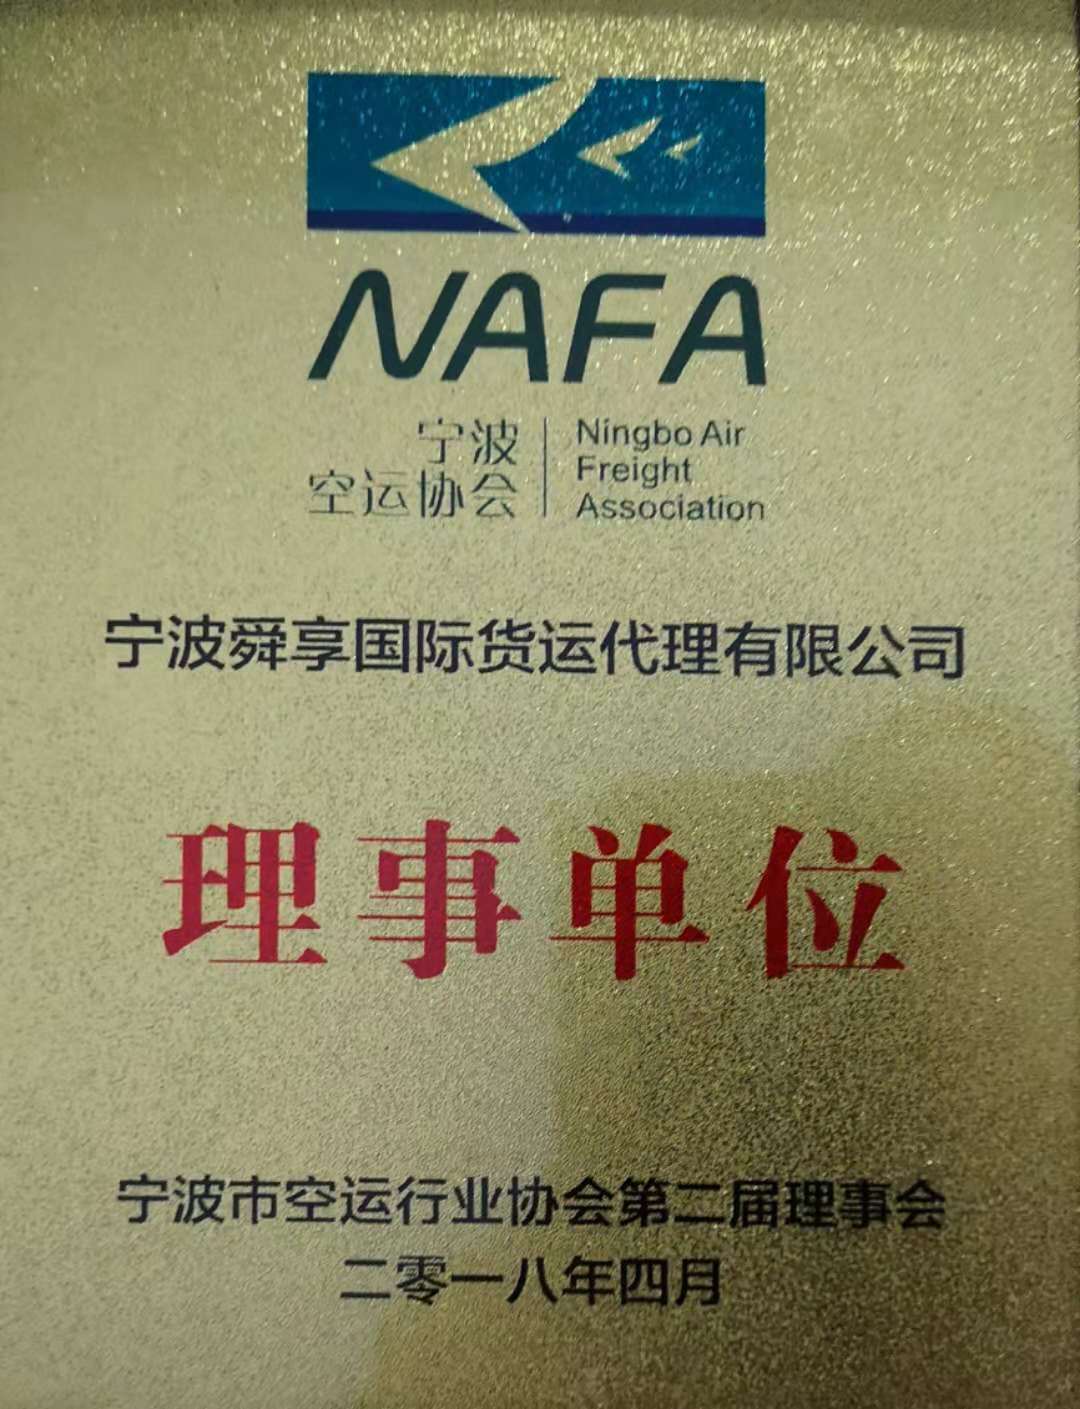 NAFA
宁波
空运协会
Ningbo Air
Freight
Association
宁波舜享国际货运代理有限公司
理事单位
宁波市空运行业协会第二届理事会
二零一八年四月